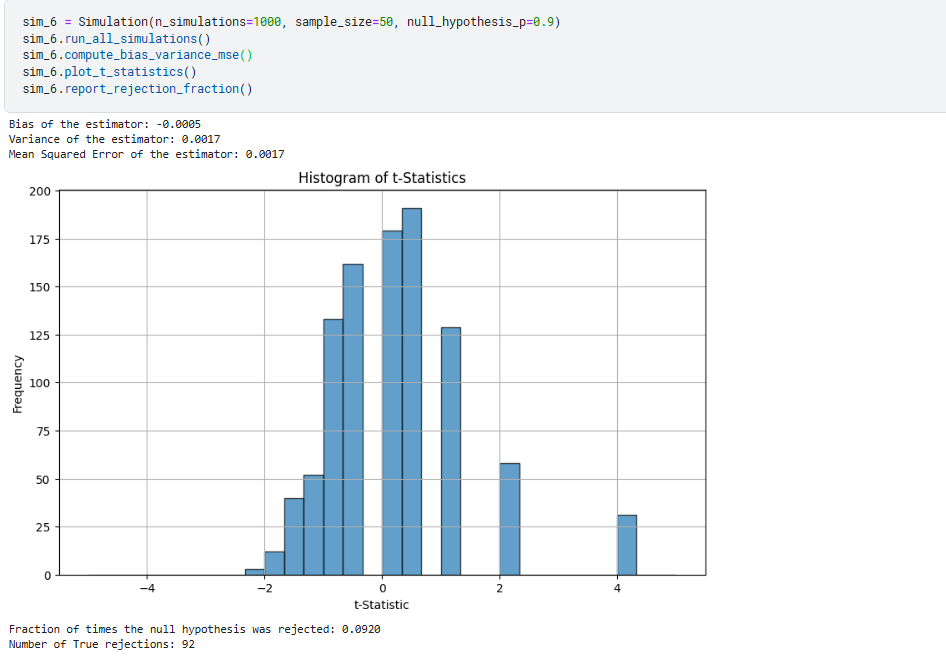 sim_6 = Simulation(n_simulations=1000, sample_size=50, null_hypothesis_p=0.9)
sim_6.run_all_simulations()
sim_6.compute_bias_variance_mse()
sim_6.plot_t_statistics()
sim_6.report_rejection_fraction()
Bias of the estimator: -0.0005
Variance of the estimator: 0.0017
Mean Squared Error of the estimator: 0.0017
Histogram of t-Statistics
200
175
150
125
100
75
50
25
0
Frequency
−4 −2 0 2 4
t-Statistic
Fraction of times the null hypothesis was rejected: 0.0920
Number of True rejections: 92